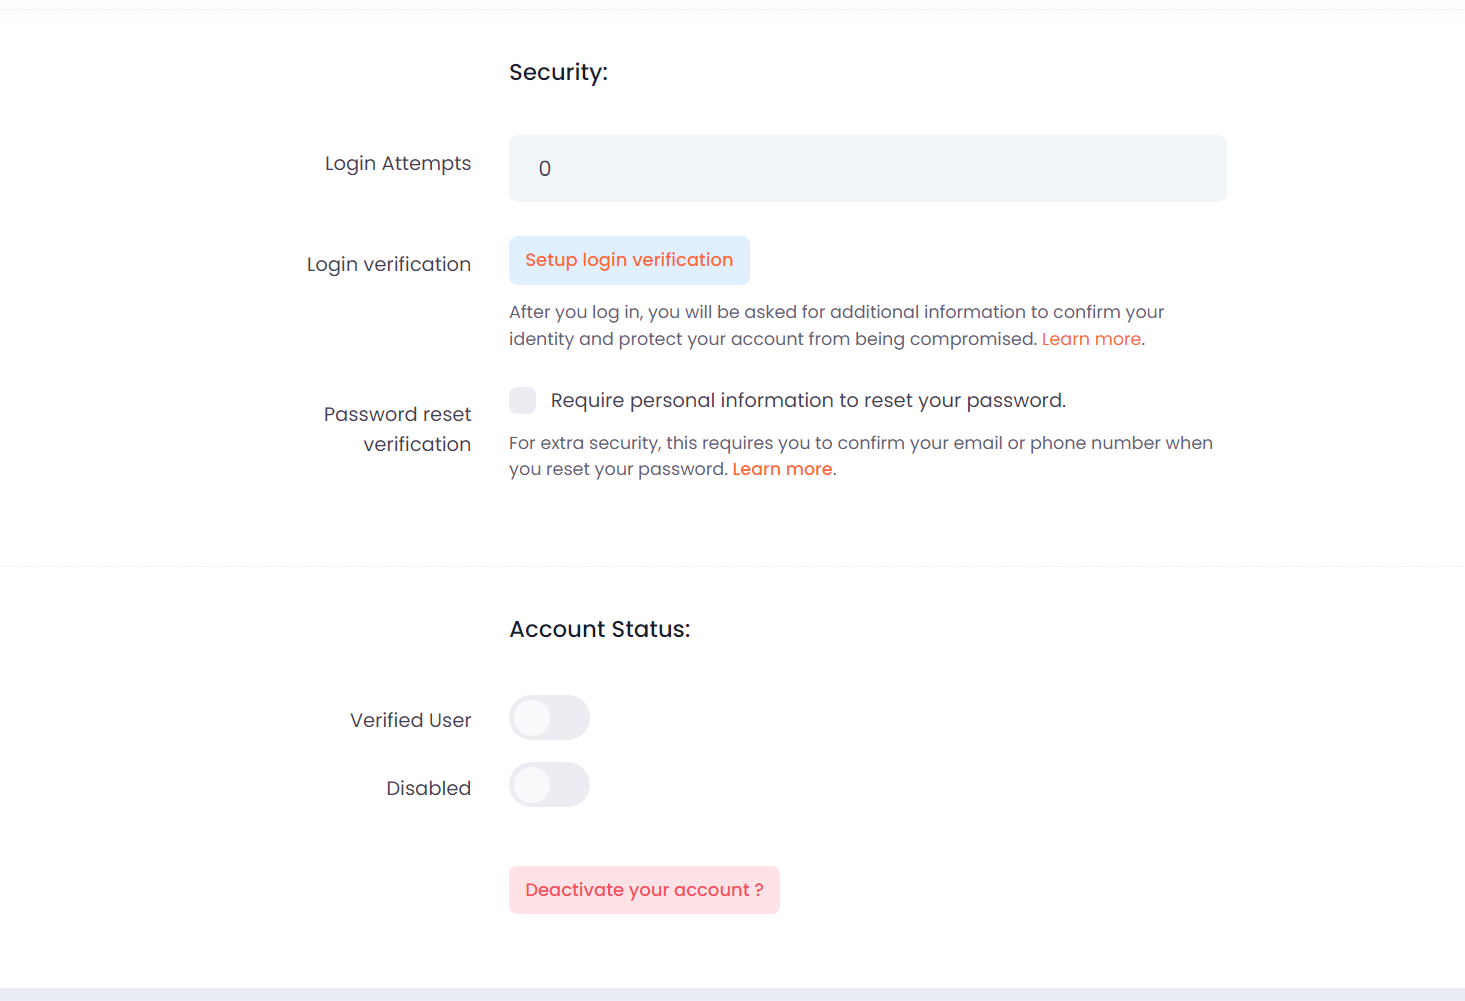 Security:
Login Attempts
0
Login verification
Setup login verification
After you log in, you will be asked for additional information to confirm your
identity and protect your account from being compromised. Learn more.
Password reset
verification
Require personal information to reset your password.
For extra security, this requires you to confirm your email or phone number when
you reset your password. Learn more.
Account Status:
Verified User
Disabled
Deactivate your account ?